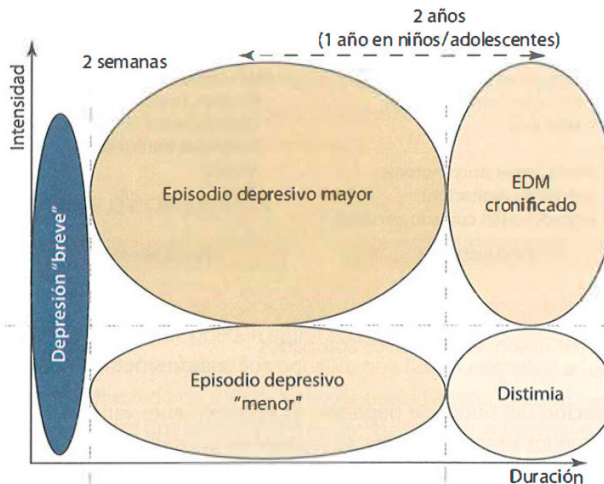 2 años
(1 año en niños/adolescentes)
2 semanas
Intensidad
Depresión "breve"
Episodio depresivo mayor
EDM
cronificado
Episodio depresivo
"menor"
Distimia
Duración